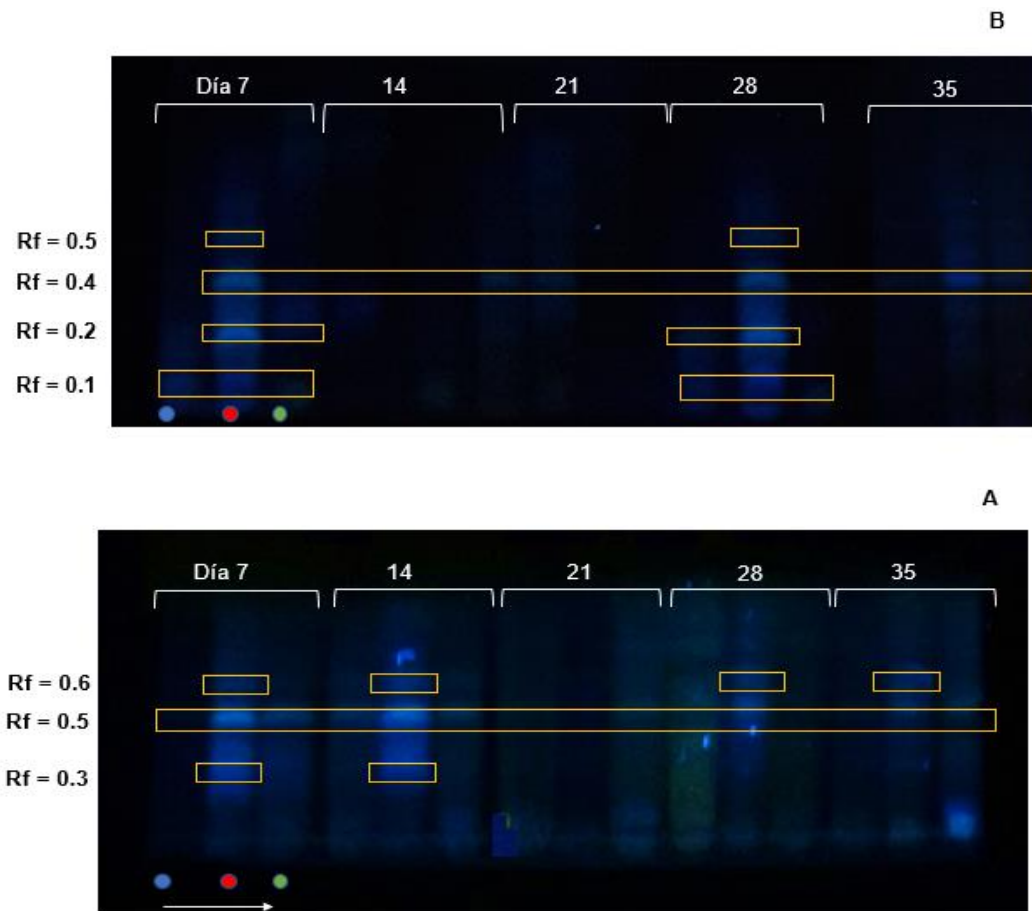 B
Día 7 14 21 28 35
Rf = 0.5
Rf = 0.4
Rf = 0.2
Rf = 0.1
A
Día 7 14 21 28 35
Rf = 0.6
Rf = 0.5
Rf = 0.3